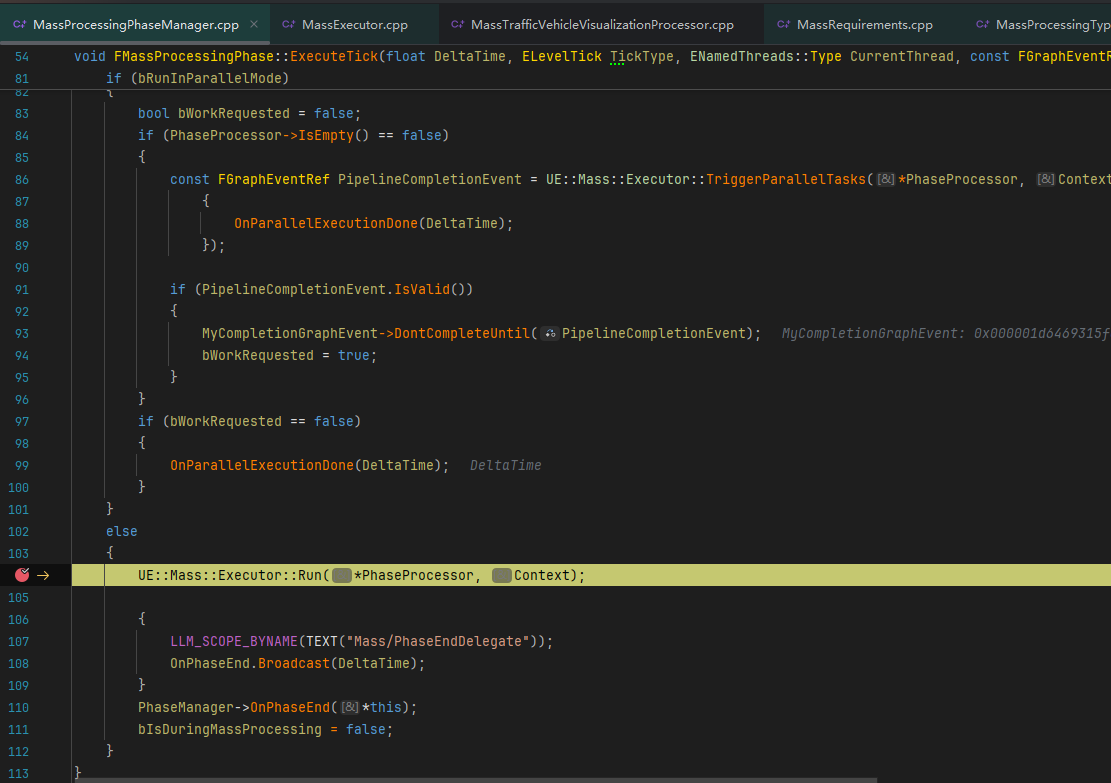 MassProcessingPhaseManager.cpp × MassExecutor.cpp MassTrafficVehicleVisualizationProcessor.cpp MassRequirements.cpp MassProcessingTyp
54 void FMassProcessingPhase::ExecuteTick(float DeltaTime, ELevelTick TickType, ENamedThreads::Type CurrentThread, const FGraphEventR
81 if (bRunInParallelMode)
82 {
83 bool bWorkRequested = false;
84 if (PhaseProcessor->IsEmpty() == false)
85 {
86 const FGraphEventRef PipelineCompletionEvent = UE::Mass::Executor::TriggerParallelTasks([&]*PhaseProcessor, [&]Context
87 {
88 OnParallelExecutionDone(DeltaTime);
89 });
90
91 if (PipelineCompletionEvent.IsValid())
92 {
93 MyCompletionGraphEvent->DontCompleteUntil(PipelineCompletionEvent); MyCompletionGraphEvent: 0x000001d6469315f
94 bWorkRequested = true;
95 }
96 }
97 if (bWorkRequested == false)
98 {
99 OnParallelExecutionDone(DeltaTime); DeltaTime
100 }
101 }
102 else
103 {
UE::Mass::Executor::Run(*PhaseProcessor, Context);
105
106 {
107 LLM_SCOPE_BYNAME(TEXT("Mass/PhaseEndDelegate"));
108 OnPhaseEnd.Broadcast(DeltaTime);
109 }
110 PhaseManager->OnPhaseEnd([&]*this);
111 bIsDuringMassProcessing = false;
112 }
113 }